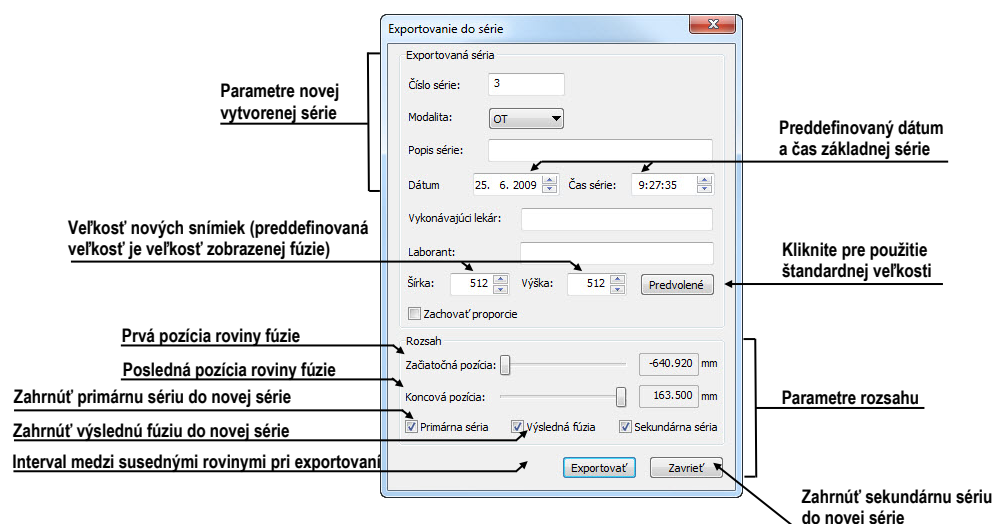 Exportovanie do série
Exportovaná séria
Parametre novej
vytvorenej série
Číslo série: 3
Modalita: OT
Preddefinovaný dátum
a čas základnej série
Popis série:
Dátum 25. 6. 2009 Čas série: 9:27:35
Vykonávajúci lekár:
Veľkosť nových snímiek (preddefinovaná
veľkosť je veľkosť zobrazenej fúzie)
Laborant:
Kliknite pre použitie
štandardnej veľkosti
Šírka: 512 Výška: 512 Predvolené
Zachovať proporcie
Prvá pozícia roviny fúzie
Rozsah
Začiatočná pozícia: -640.920 mm
Posledná pozícia roviny fúzie
Zahrnúť primárnu sériu do novej série
Koncová pozícia: 163.500 mm
Parametre rozsahu
Zahrnúť výslednú fúziu do novej série
Primárna séria Výsledná fúzia Sekundárna séria
Interval medzi susednými rovinymi pri exportovaní
Exportovať Zavrieť
Zahrnúť sekundárnu sériu
do novej série